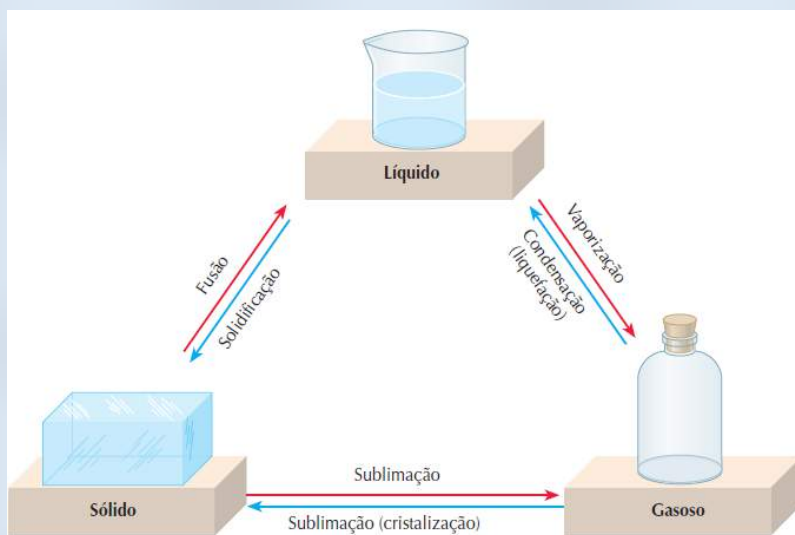 Líquido
Fusão
Solidificação
Vaporização
Condensação
(liquefação)
Sublimação
Sólido
Sublimação (cristalização)
Gasoso